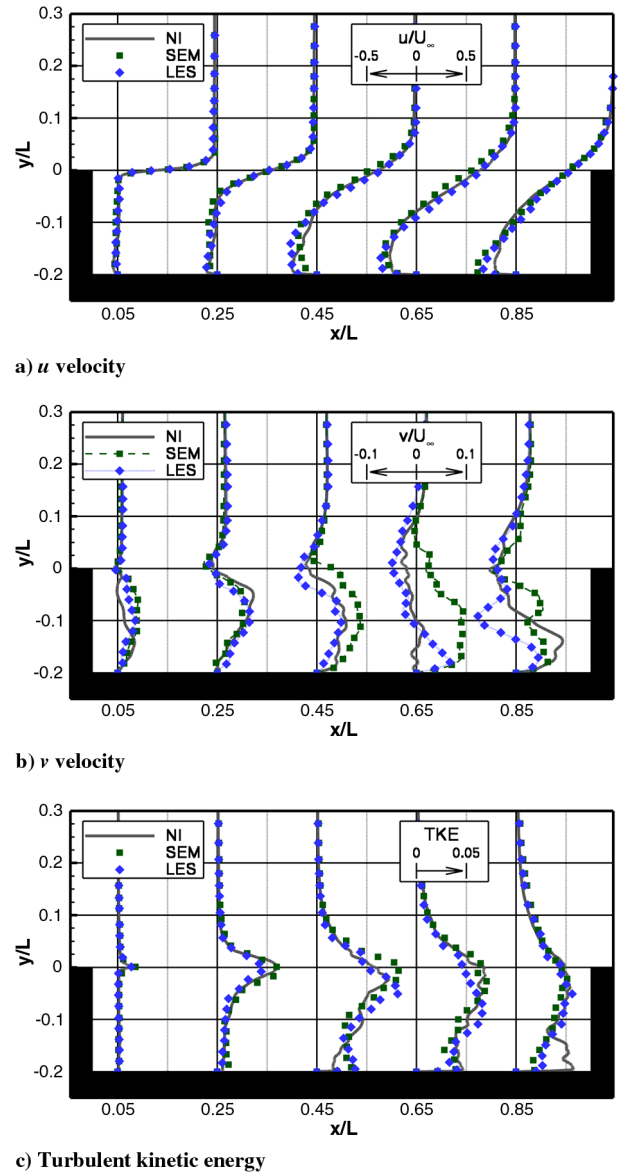 0.3
0.2
0.1
0
-0.1
-0.2
y/L
NI
SEM
LES
u/U∞
-0.5 0 0.5
0.05 0.25 0.45 0.65 0.85
x/L
a) u velocity
0.3
0.2
0.1
0
-0.1
-0.2
y/L
NI
SEM
LES
v/U∞
-0.1 0 0.1
0.05 0.25 0.45 0.65 0.85
x/L
b) v velocity
0.3
0.2
0.1
0
-0.1
-0.2
y/L
NI
SEM
LES
TKE
0 0.05
0.05 0.25 0.45 0.65 0.85
x/L
c) Turbulent kinetic energy